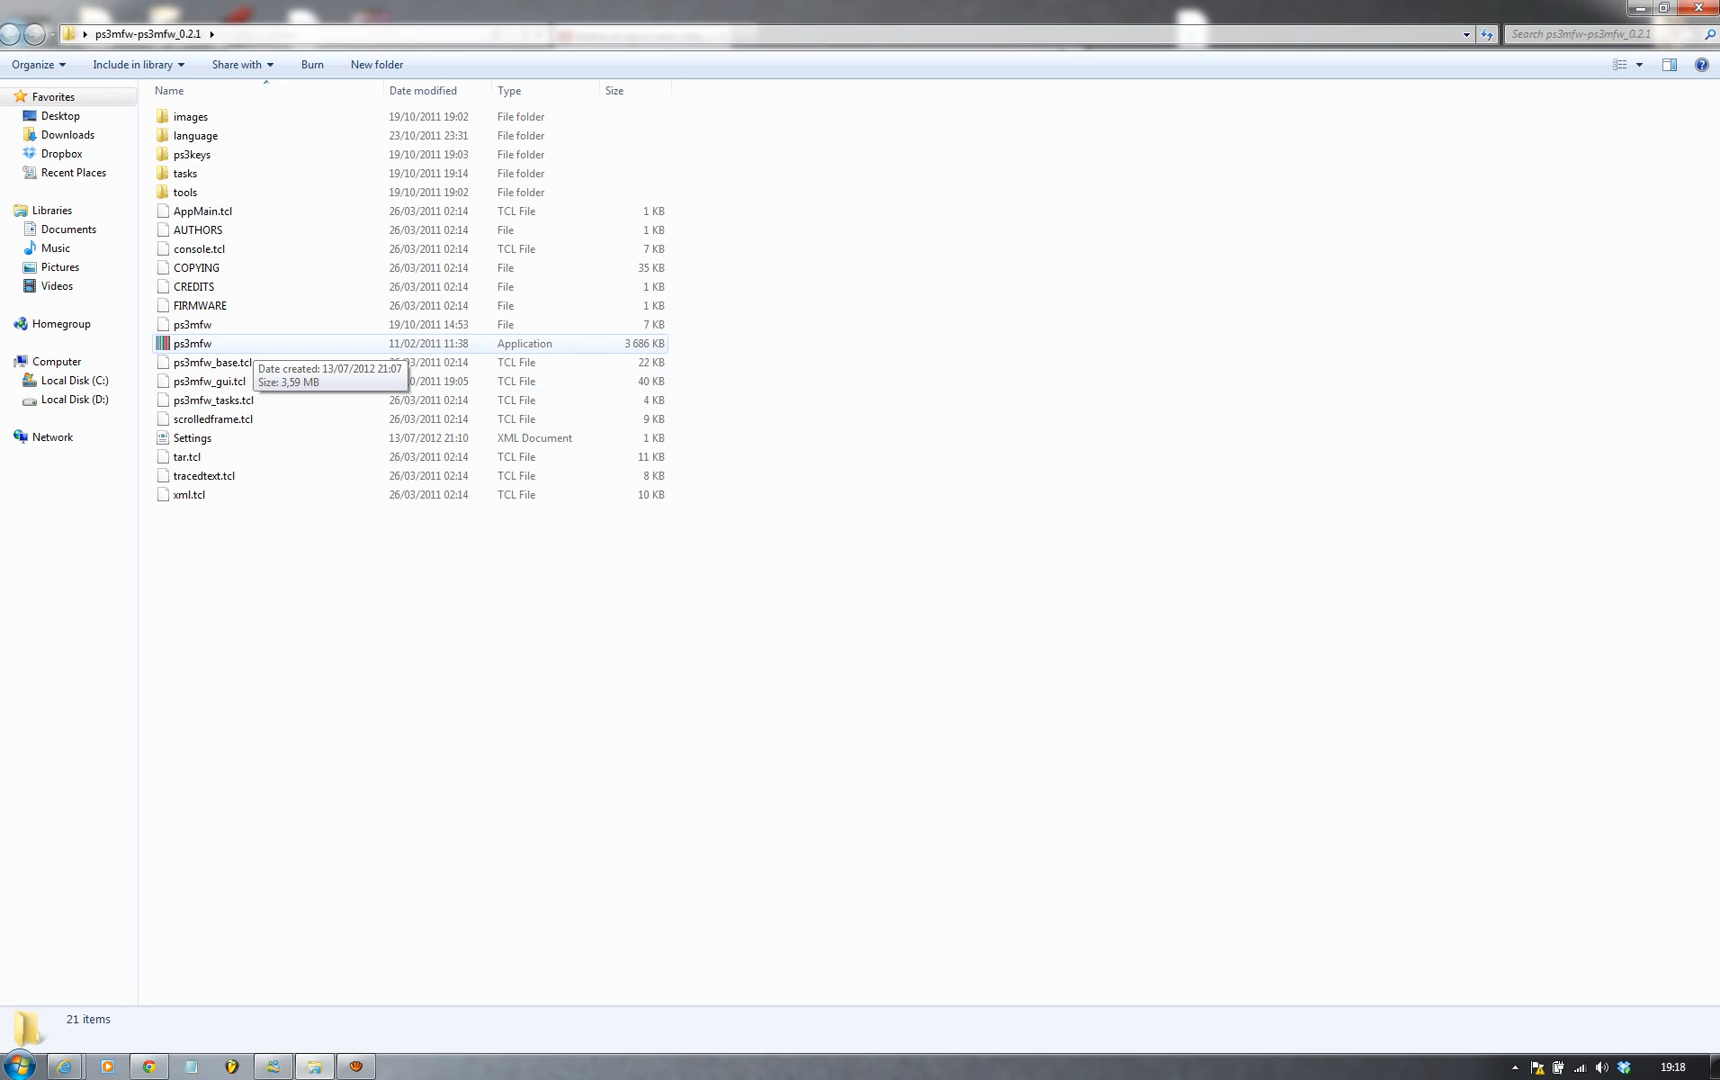 ps3mfw-ps3mfw_0.2.1
Search ps3mfw-ps3mfw_0.2.1
Organize Include in library Share with Burn New folder
Name Date modified Type Size
Favorites
Desktop
Downloads
Dropbox
Recent Places
Libraries
Documents
Music
Pictures
Videos
Homegroup
Computer
Local Disk (C:)
Local Disk (D:)
Network
images 19/10/2011 19:02 File folder
language 23/10/2011 23:31 File folder
ps3keys 19/10/2011 19:03 File folder
tasks 19/10/2011 19:14 File folder
tools 19/10/2011 19:02 File folder
AppMain.tcl 26/03/2011 02:14 TCL File 1 KB
AUTHORS 26/03/2011 02:14 File 1 KB
console.tcl 26/03/2011 02:14 TCL File 7 KB
COPYING 26/03/2011 02:14 File 35 KB
CREDITS 26/03/2011 02:14 File 1 KB
FIRMWARE 26/03/2011 02:14 File 1 KB
ps3mfw 19/10/2011 14:53 File 7 KB
ps3mfw 11/02/2011 11:38 Application 3 686 KB
ps3mfw_base.tcl 03/2011 02:14 TCL File 22 KB
ps3mfw_gui.tcl 0/2011 19:05 TCL File 40 KB
ps3mfw_tasks.tcl 26/03/2011 02:14 TCL File 4 KB
scrolledframe.tcl 26/03/2011 02:14 TCL File 9 KB
Settings 13/07/2012 21:10 XML Document 1 KB
tar.tcl 26/03/2011 02:14 TCL File 11 KB
tracedtext.tcl 26/03/2011 02:14 TCL File 8 KB
xml.tcl 26/03/2011 02:14 TCL File 10 KB
Date created: 13/07/2012 21:07
Size: 3,59 MB
21 items
19:18